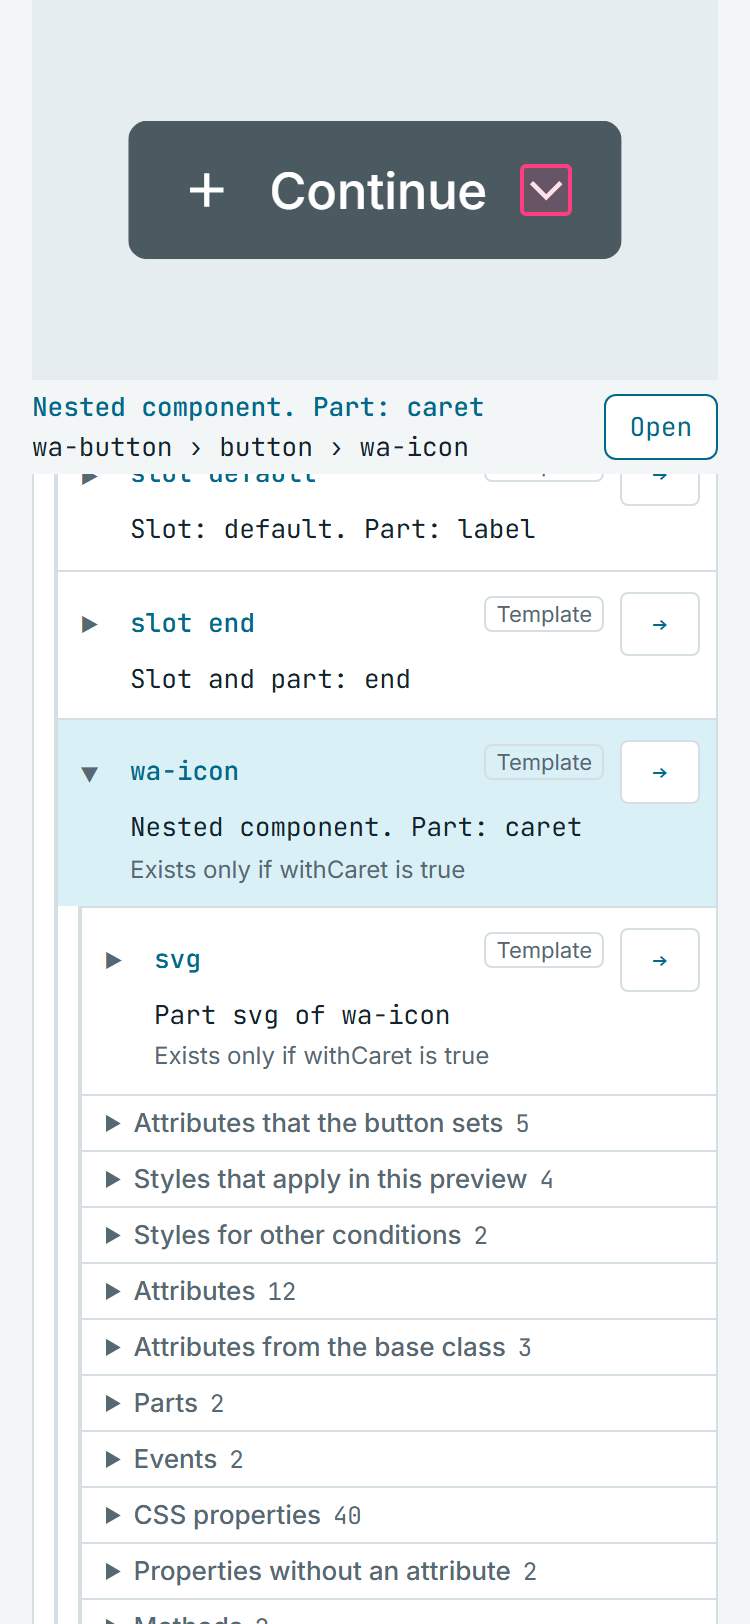 Continue
Nested component. Part: caret
wa-button › button › wa-icon
Open
slot default
→
Slot: default. Part: label
slot end
Template
→
Slot and part: end
wa-icon
Template
→
Nested component. Part: caret
Exists only if withCaret is true
svg
Template
→
Part svg of wa-icon
Exists only if withCaret is true
Attributes that the button sets 5
Styles that apply in this preview 4
Styles for other conditions 2
Attributes 12
Attributes from the base class 3
Parts 2
Events 2
CSS properties 40
Properties without an attribute 2